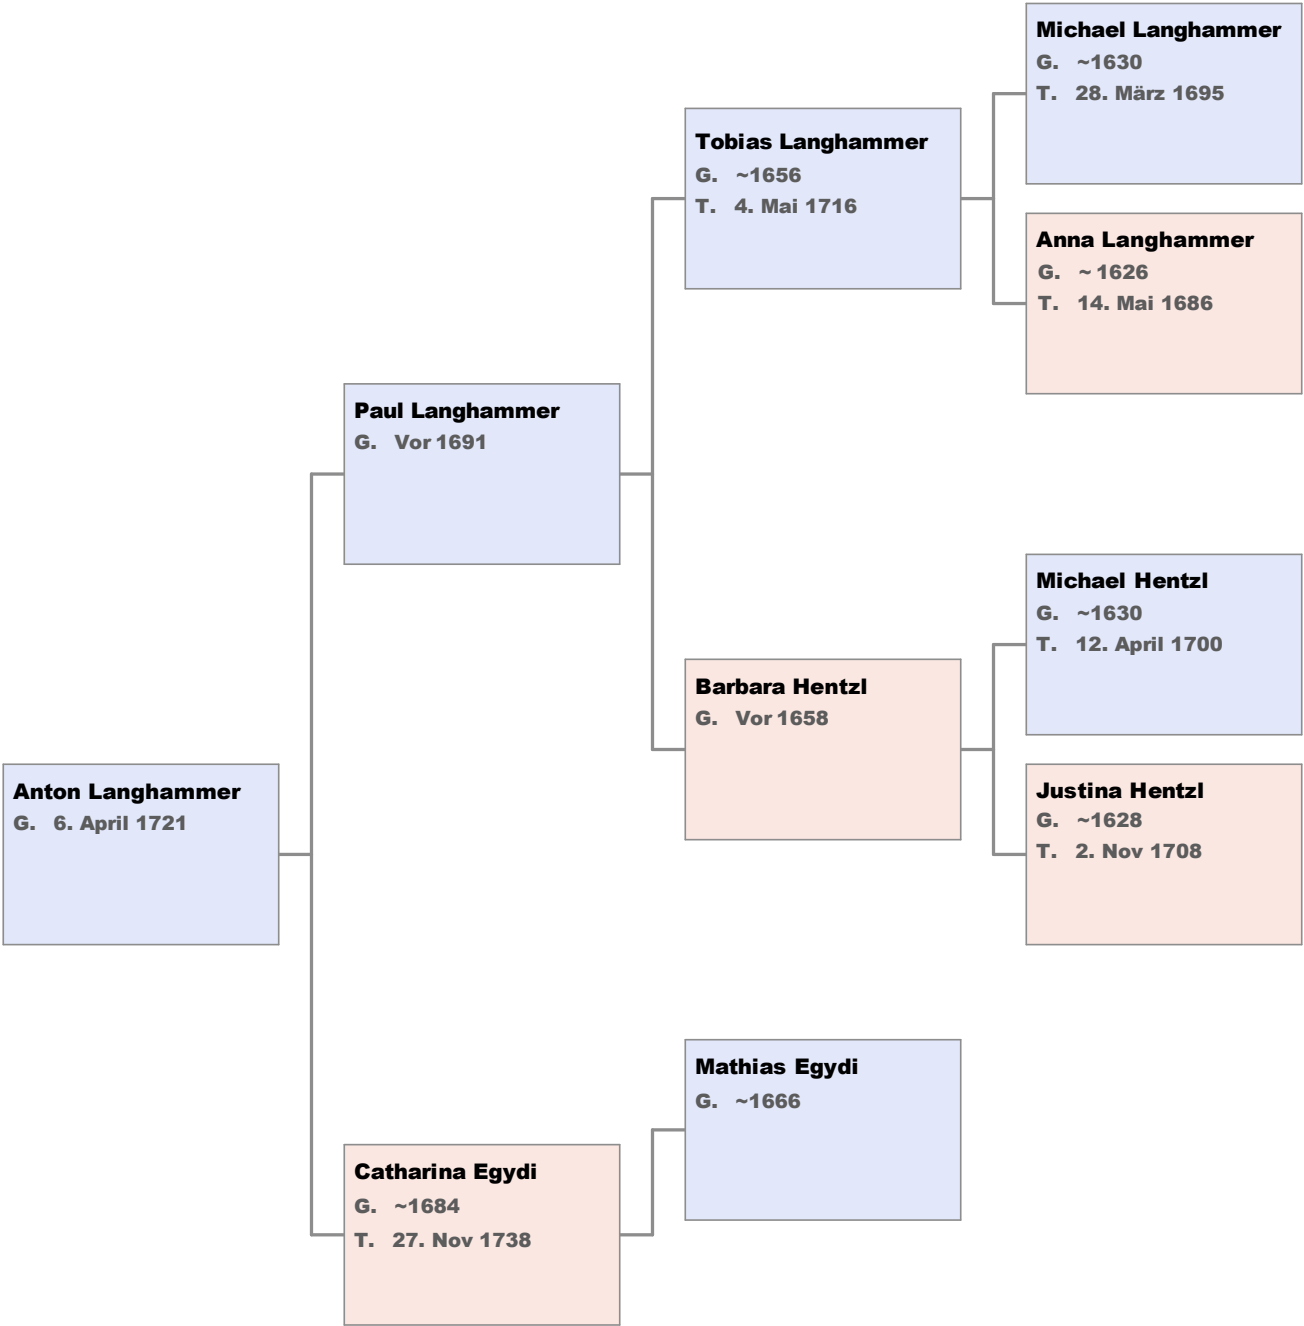 Michael Langhammer
G. ~1630
T. 28. März 1695
Tobias Langhammer
G. ~1656
T. 4. Mai 1716
Anna Langhammer
G. ~ 1626
T. 14. Mai 1686
Paul Langhammer
G. Vor 1691
Michael Hentzl
G. ~1630
T. 12. April 1700
Barbara Hentzl
G. Vor 1658
Anton Langhammer
G. 6. April 1721
Justina Hentzl
G. ~1628
T. 2. Nov 1708
Mathias Egydi
G. ~1666
Catharina Egydi
G. ~1684
T. 27. Nov 1738